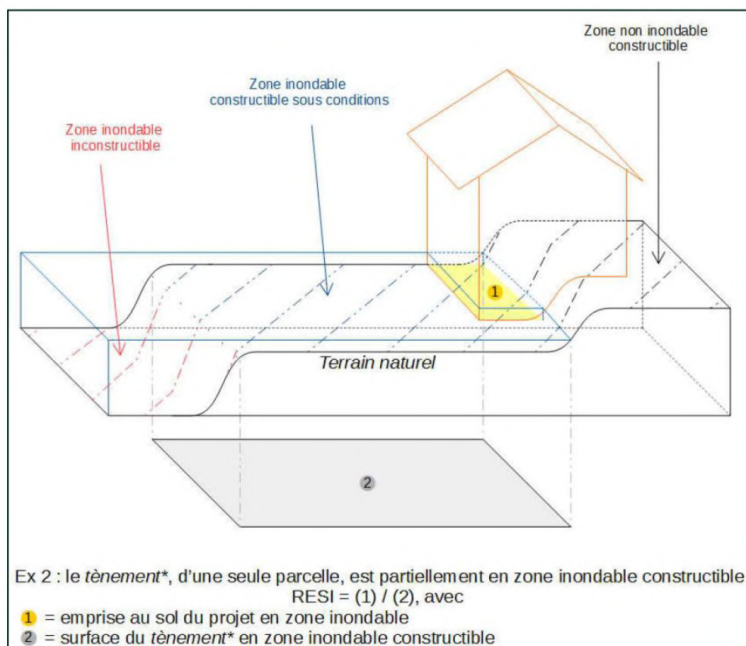 Zone non inondable
constructible
Zone inondable
constructible sous conditions
Zone inondable
inconstructible
1
Terrain naturel
2
Ex 2 : le tènement*, d'une seule parcelle, est partiellement en zone inondable constructible
RESI = (1) / (2), avec
1 = emprise au sol du projet en zone inondable
2 = surface du tènement* en zone inondable constructible